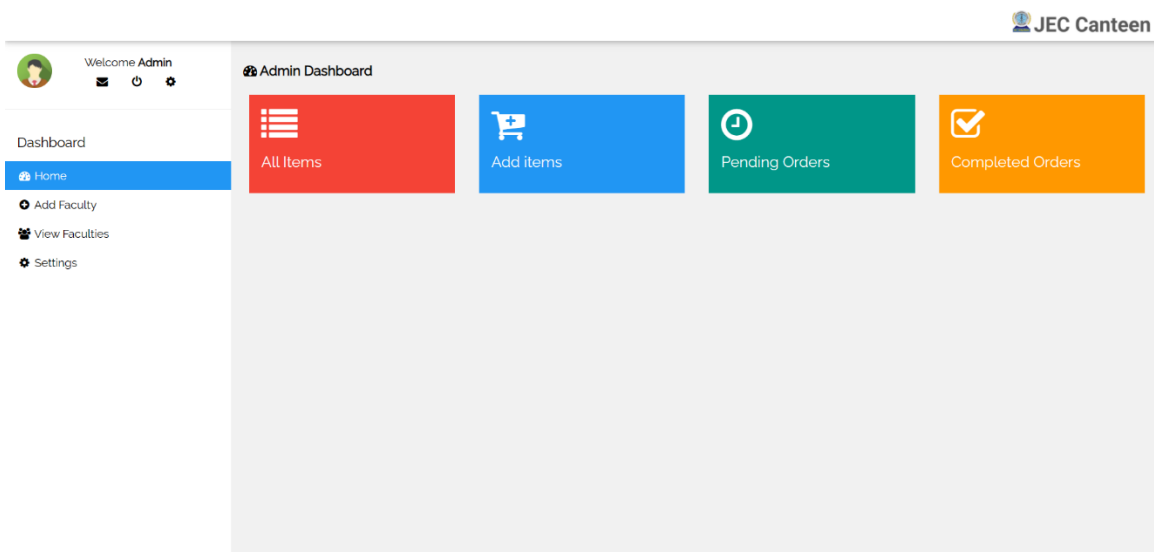 JEC Canteen
Welcome Admin
Dashboard
Home
Add Faculty
View Faculties
Settings
Admin Dashboard
All Items
Add items
Pending Orders
Completed Orders